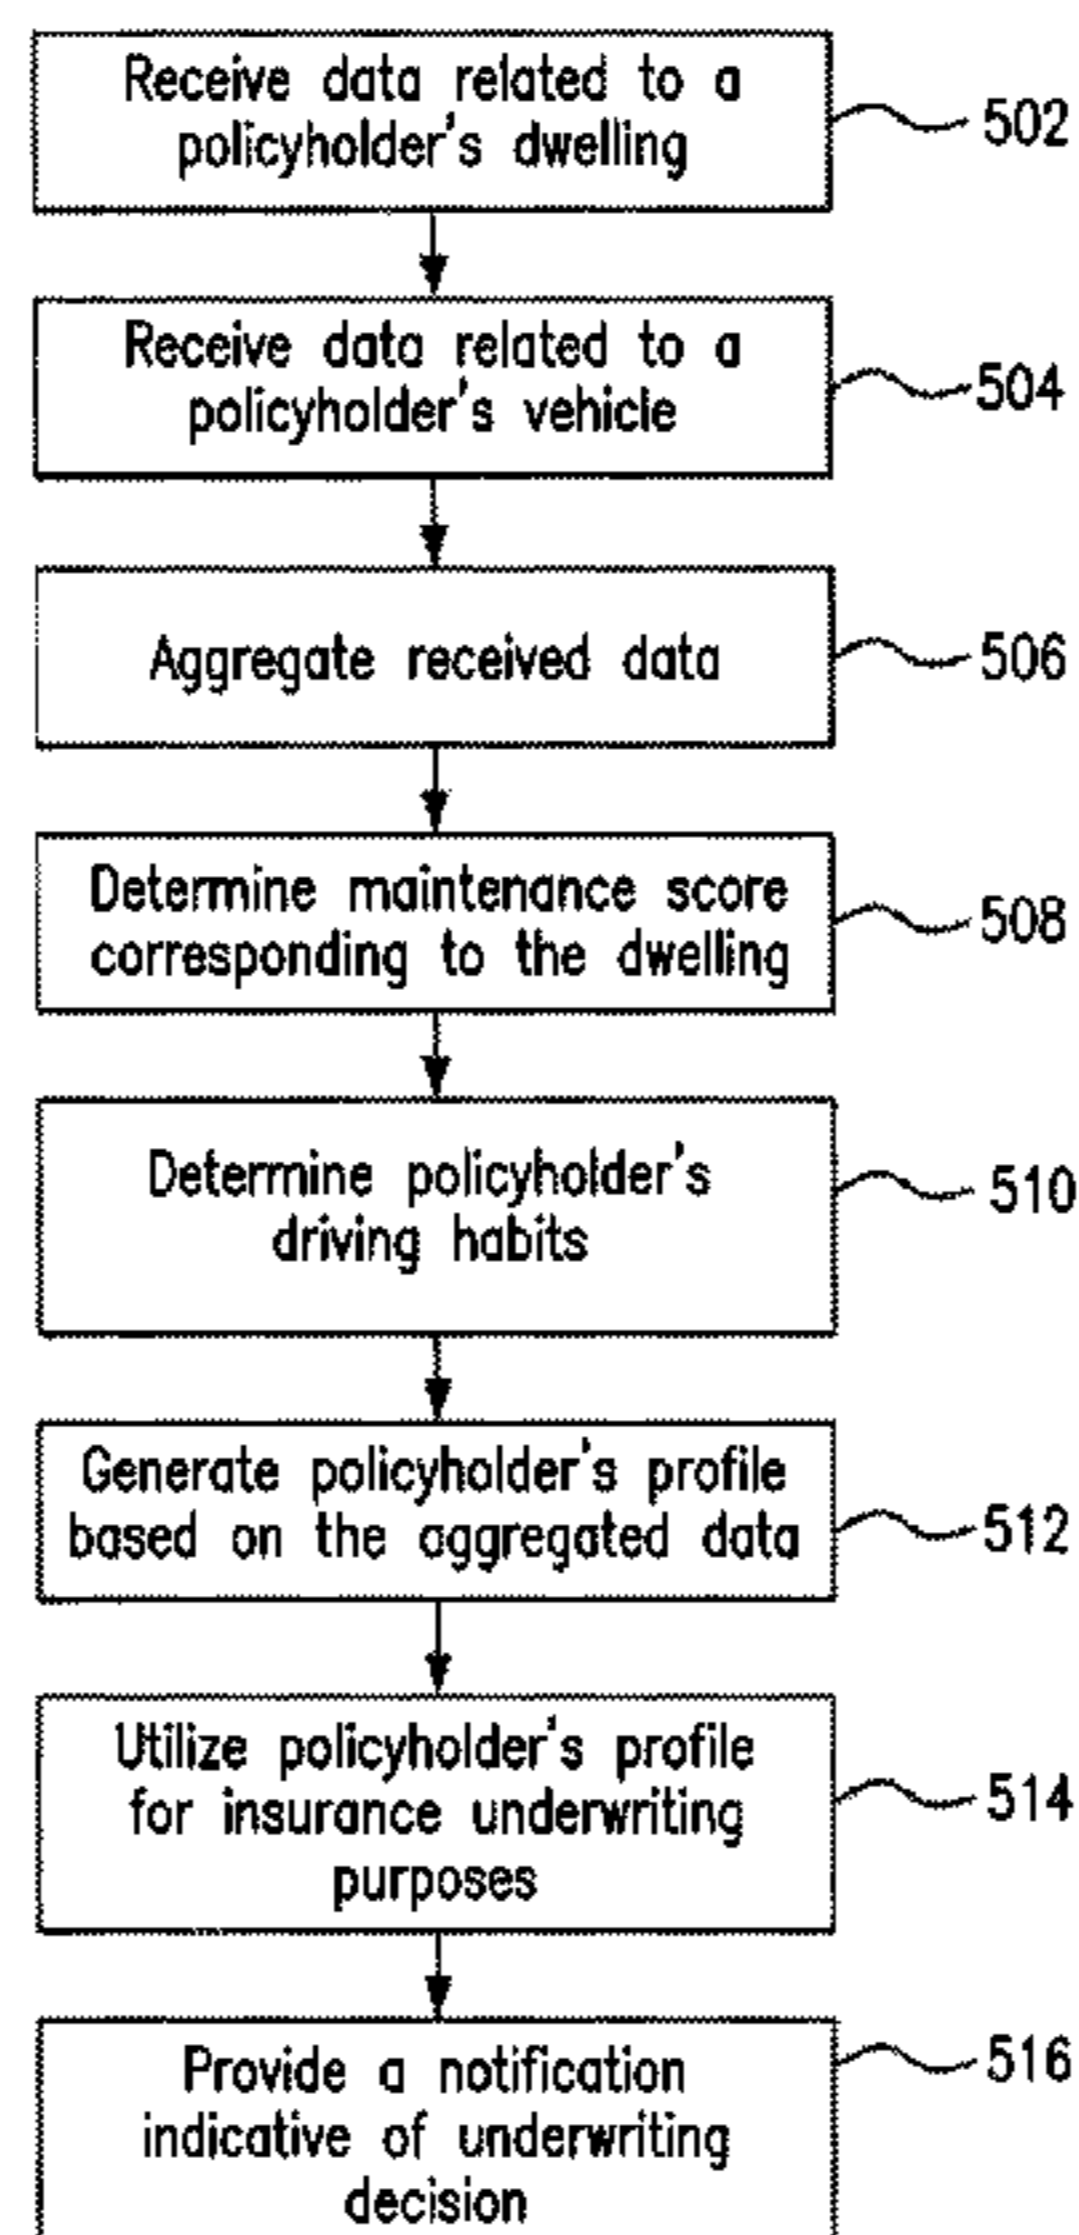 Receive data related to a
policyholder's dwelling
502
Receive data related to a
policyholder's vehicle
504
Aggregate received data
506
Determine maintenance score
corresponding to the dwelling
508
Determine policyholder's
driving habits
510
Generate policyholder's profile
based on the aggregated data
512
Utilize policyholder's profile
for insurance underwriting
purposes
514
Provide a notification
indicative of underwriting
decision
516